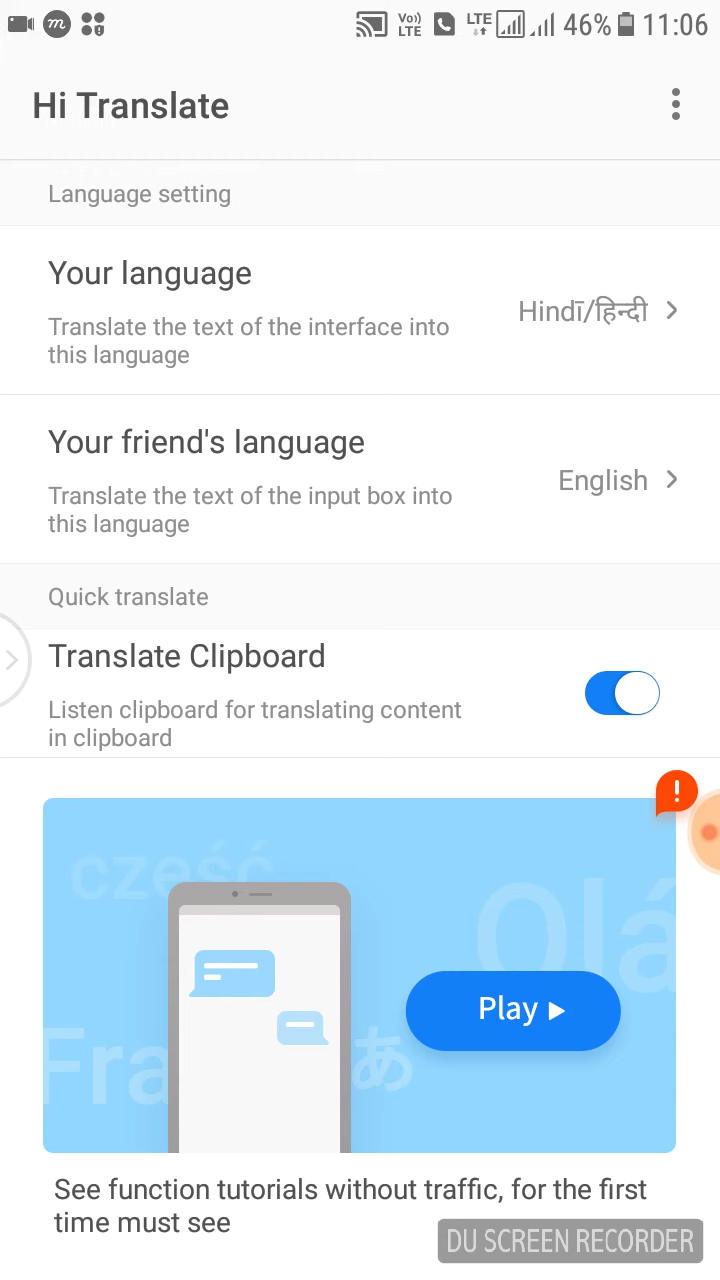 Vo)) LTE LTE 46% 11:06
Hi Translate
Language setting
Your language
Hindī/हिन्दी
Translate the text of the interface into
this language
Your friend's language
English
Translate the text of the input box into
this language
Quick translate
Translate Clipboard
Listen clipboard for translating content
in clipboard
!
cześć
Olá
Play
Fra
あ
See function tutorials without traffic, for the first
time must see
DU SCREEN RECORDER